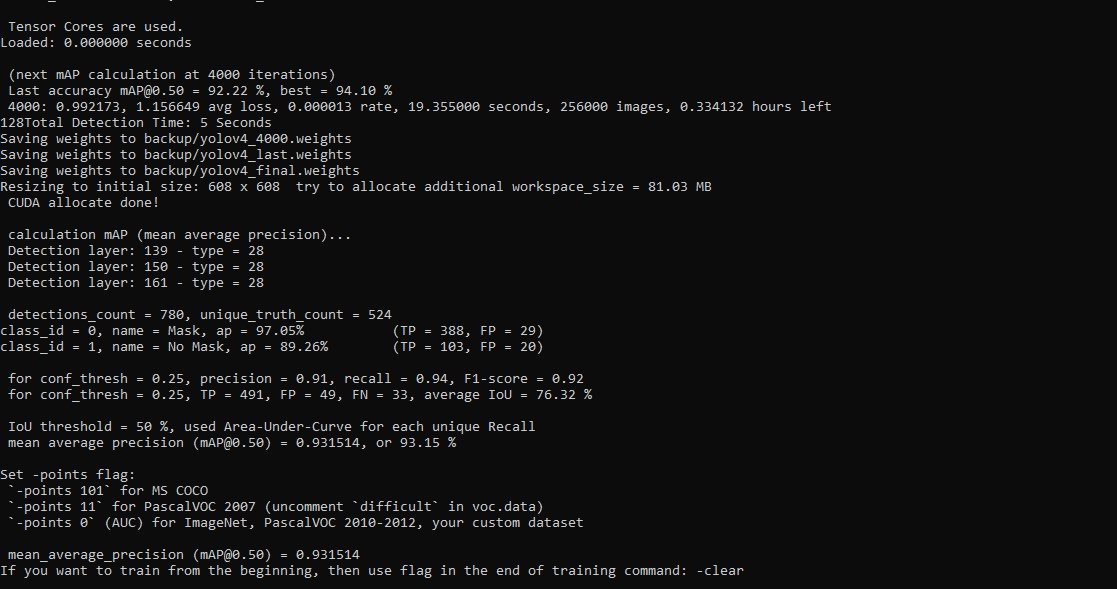 Tensor Cores are used.
Loaded: 0.000000 seconds
(next mAP calculation at 4000 iterations)
Last accuracy mAP@0.50 = 92.22 %, best = 94.10 %
4000: 0.992173, 1.156649 avg loss, 0.000013 rate, 19.355000 seconds, 256000 images, 0.334132 hours left
128Total Detection Time: 5 Seconds
Saving weights to backup/yolov4_4000.weights
Saving weights to backup/yolov4_last.weights
Saving weights to backup/yolov4_final.weights
Resizing to initial size: 608 x 608  try to allocate additional workspace_size = 81.03 MB
CUDA allocate done!
calculation mAP (mean average precision)...
Detection layer: 139 - type = 28
Detection layer: 150 - type = 28
Detection layer: 161 - type = 28
detections_count = 780, unique_truth_count = 524
class_id = 0, name = Mask, ap = 97.05%           (TP = 388, FP = 29)
class_id = 1, name = No Mask, ap = 89.26%        (TP = 103, FP = 20)
for conf_thresh = 0.25, precision = 0.91, recall = 0.94, F1-score = 0.92
for conf_thresh = 0.25, TP = 491, FP = 49, FN = 33, average IoU = 76.32 %
IoU threshold = 50 %, used Area-Under-Curve for each unique Recall
mean average precision (mAP@0.50) = 0.931514, or 93.15 %
Set -points flag:
`-points 101` for MS COCO
`-points 11` for PascalVOC 2007 (uncomment `difficult` in voc.data)
`-points 0` (AUC) for ImageNet, PascalVOC 2010-2012, your custom dataset
mean_average_precision (mAP@0.50) = 0.931514
If you want to train from the beginning, then use flag in the end of training command: -clear